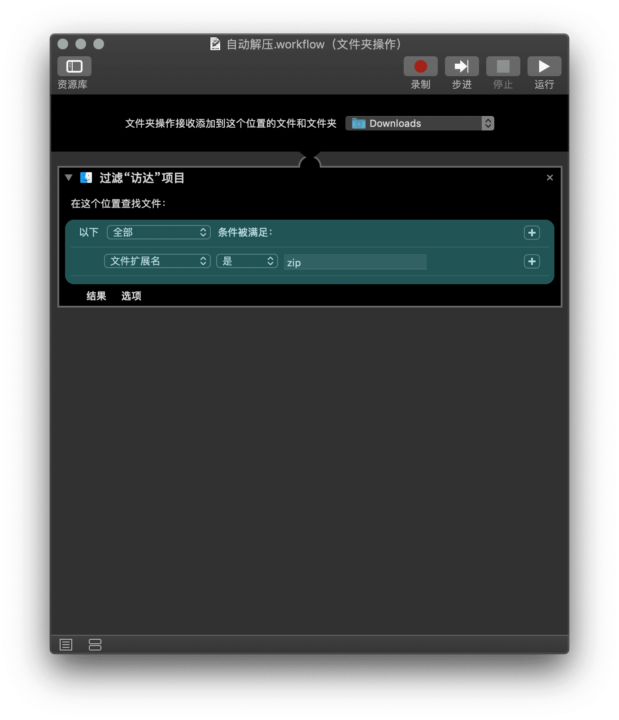 自动解压.workflow（文件夹操作）
资源库
录制 步进 停止 运行
文件夹操作接收添加到这个位置的文件和文件夹 Downloads
过滤“访达”项目
在这个位置查找文件：
以下 全部 条件被满足：
文件扩展名 是 zip
结果 选项